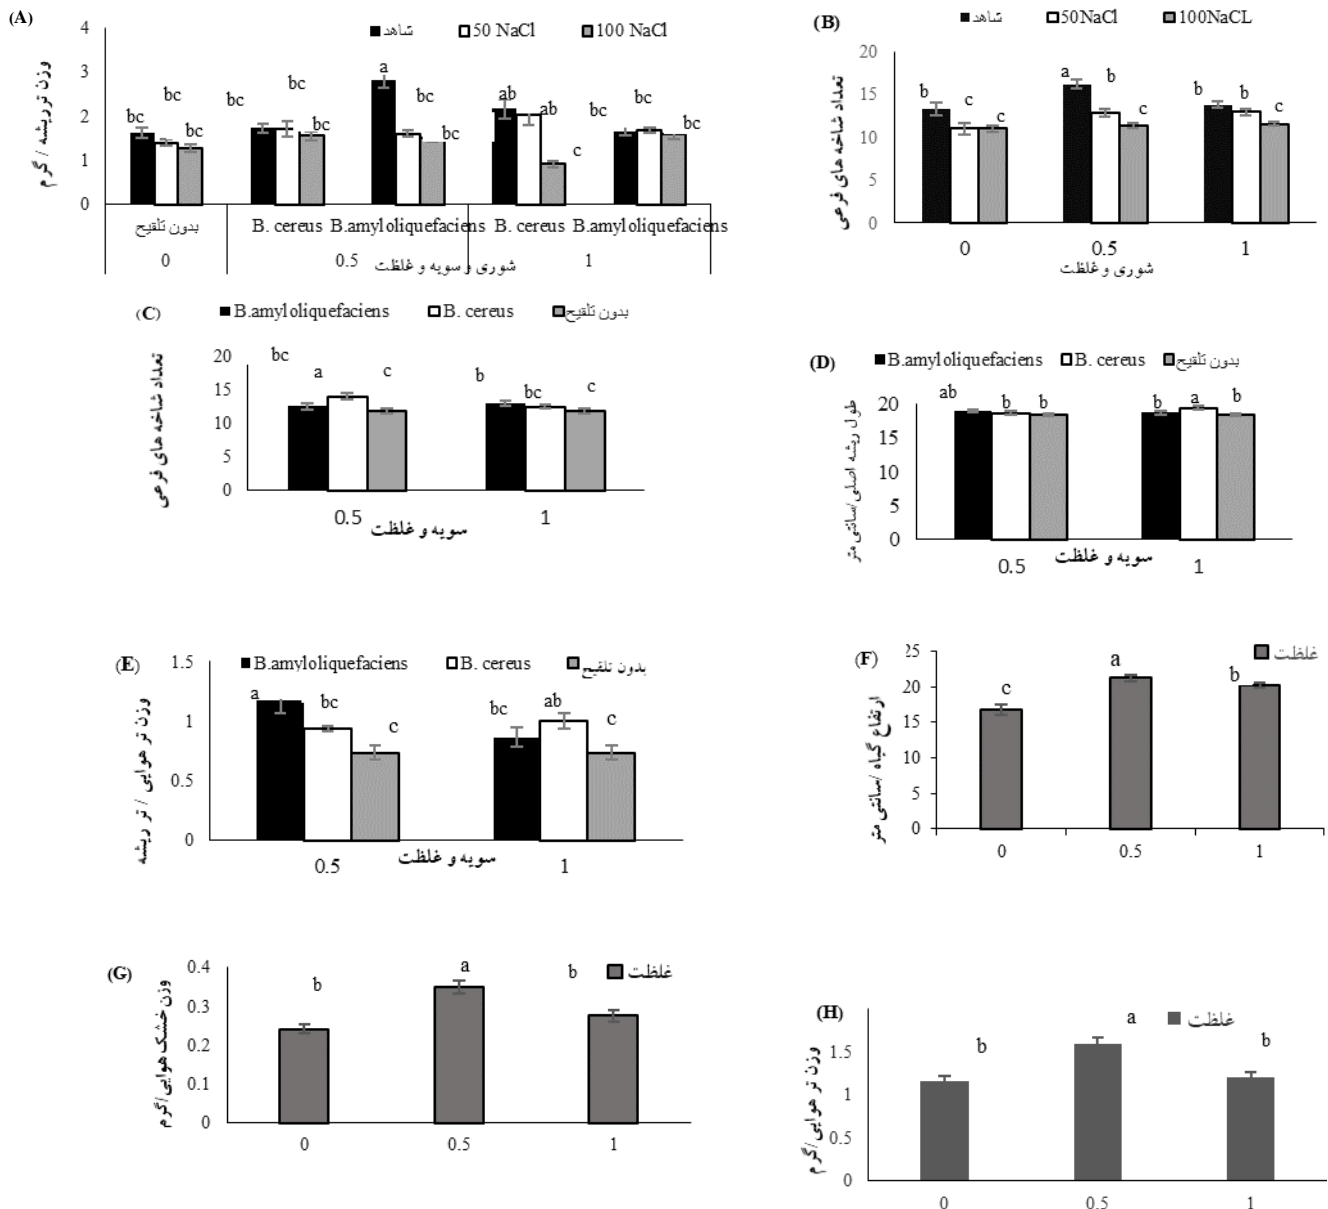 (A)
شاهد 50 NaCl 100 NaCl
وزن تر ریشه / گرم
4
3
2
1
0
bc bc bc
bc bc bc
a bc bc
ab ab c
bc bc bc
بدون تلقیح B. cereus B.amyloliquefaciens B. cereus B.amyloliquefaciens
0 0.5 1
شوری و سویه و غلظت
(B)
شاهد 50NaCl 100NaCL
تعداد شاخه های فرعی
20
15
10
5
0
b c c
a b c
b b c
0 0.5 1
شوری و غلظت
(C)
B.amyloliquefaciens B. cereus بدون تلقیح
تعداد شاخه های فرعی
20
15
10
5
0
bc a c
b bc c
0.5 1
سویه و غلظت
(D)
B.amyloliquefaciens B. cereus بدون تلقیح
طول ریشه اصلی/سانتی متر
20
15
10
5
0
ab b b
b a b
0.5 1
سویه و غلظت
(E)
B.amyloliquefaciens B. cereus بدون تلقیح
وزن تر هوایی / تر ریشه
1.5
1
0.5
0
a bc c
bc ab c
0.5 1
سویه و غلظت
(F)
غلظت
ارتفاع گیاه /سانتی متر
25
20
15
10
5
0
c a b
0 0.5 1
(G)
غلظت
وزن خشک هوایی/گرم
0.4
0.3
0.2
0.1
0
b a b
0 0.5 1
(H)
غلظت
وزن تر هوایی/گرم
1.5
1
0.5
0
b a b
0 0.5 1